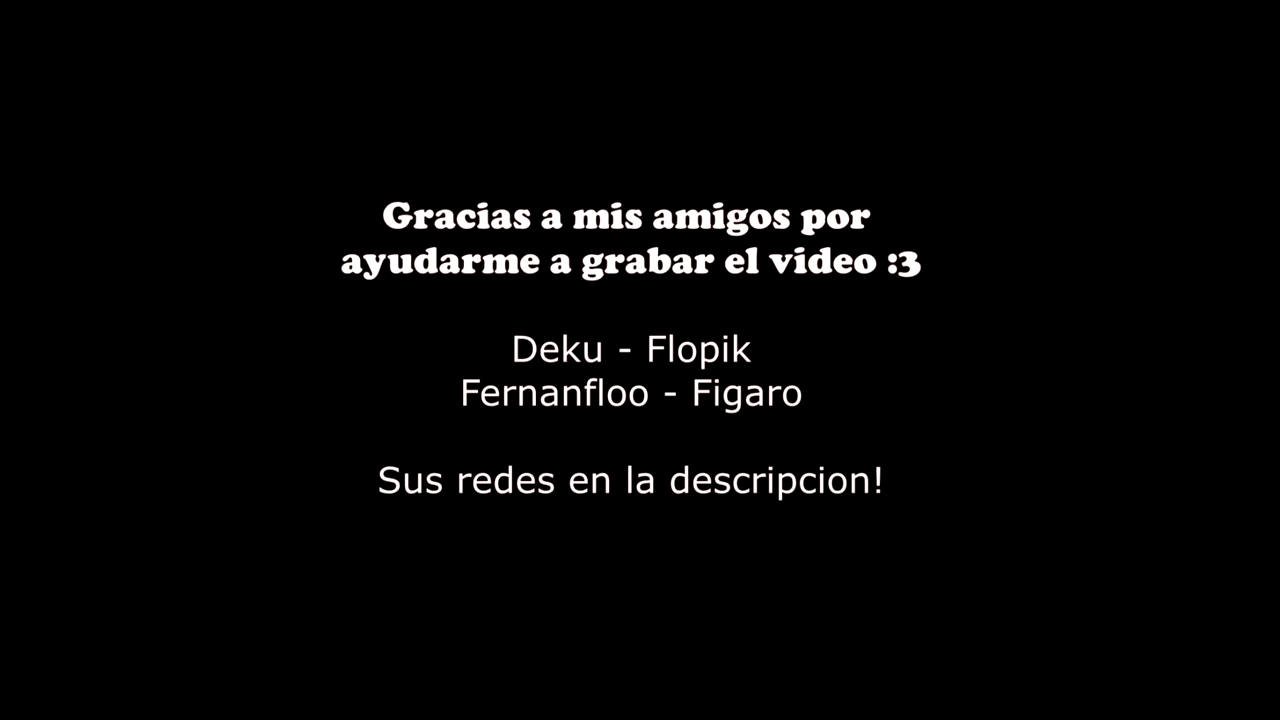 Gracias a mis amigos por
ayudarme a grabar el video :3
Deku - Flopik
Fernanfloo - Figaro
Sus redes en la descripcion!